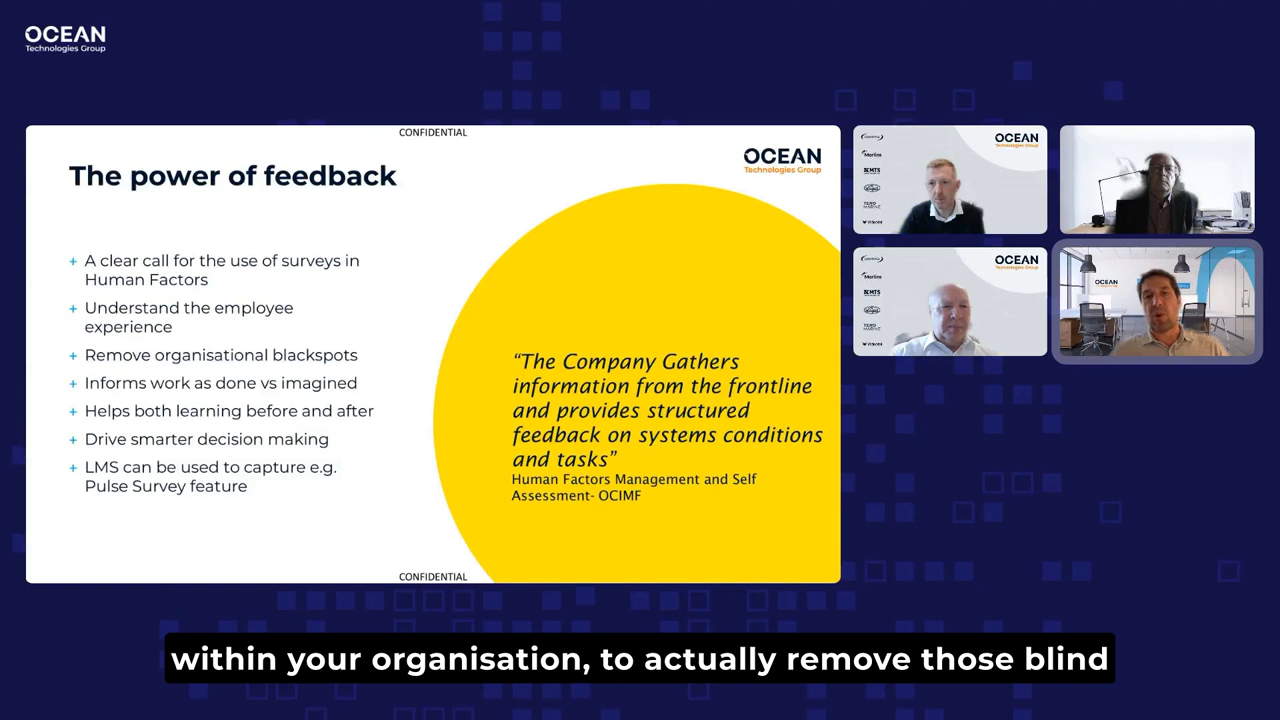 OCEAN
Technologies Group
CONFIDENTIAL
The power of feedback
OCEAN
Technologies Group
+ A clear call for the use of surveys in
Human Factors
+ Understand the employee
experience
+ Remove organisational blackspots
+ Informs work as done vs imagined
+ Helps both learning before and after
+ Drive smarter decision making
+ LMS can be used to capture e.g.
Pulse Survey feature
“The Company Gathers
information from the frontline
and provides structured
feedback on systems conditions
and tasks”
Human Factors Management and Self
Assessment- OCIMF
CONFIDENTIAL
OCEAN
Technologies Group
MTS
OCEAN
Technologies Group
MTS
OCEAN
within your organisation, to actually remove those blind